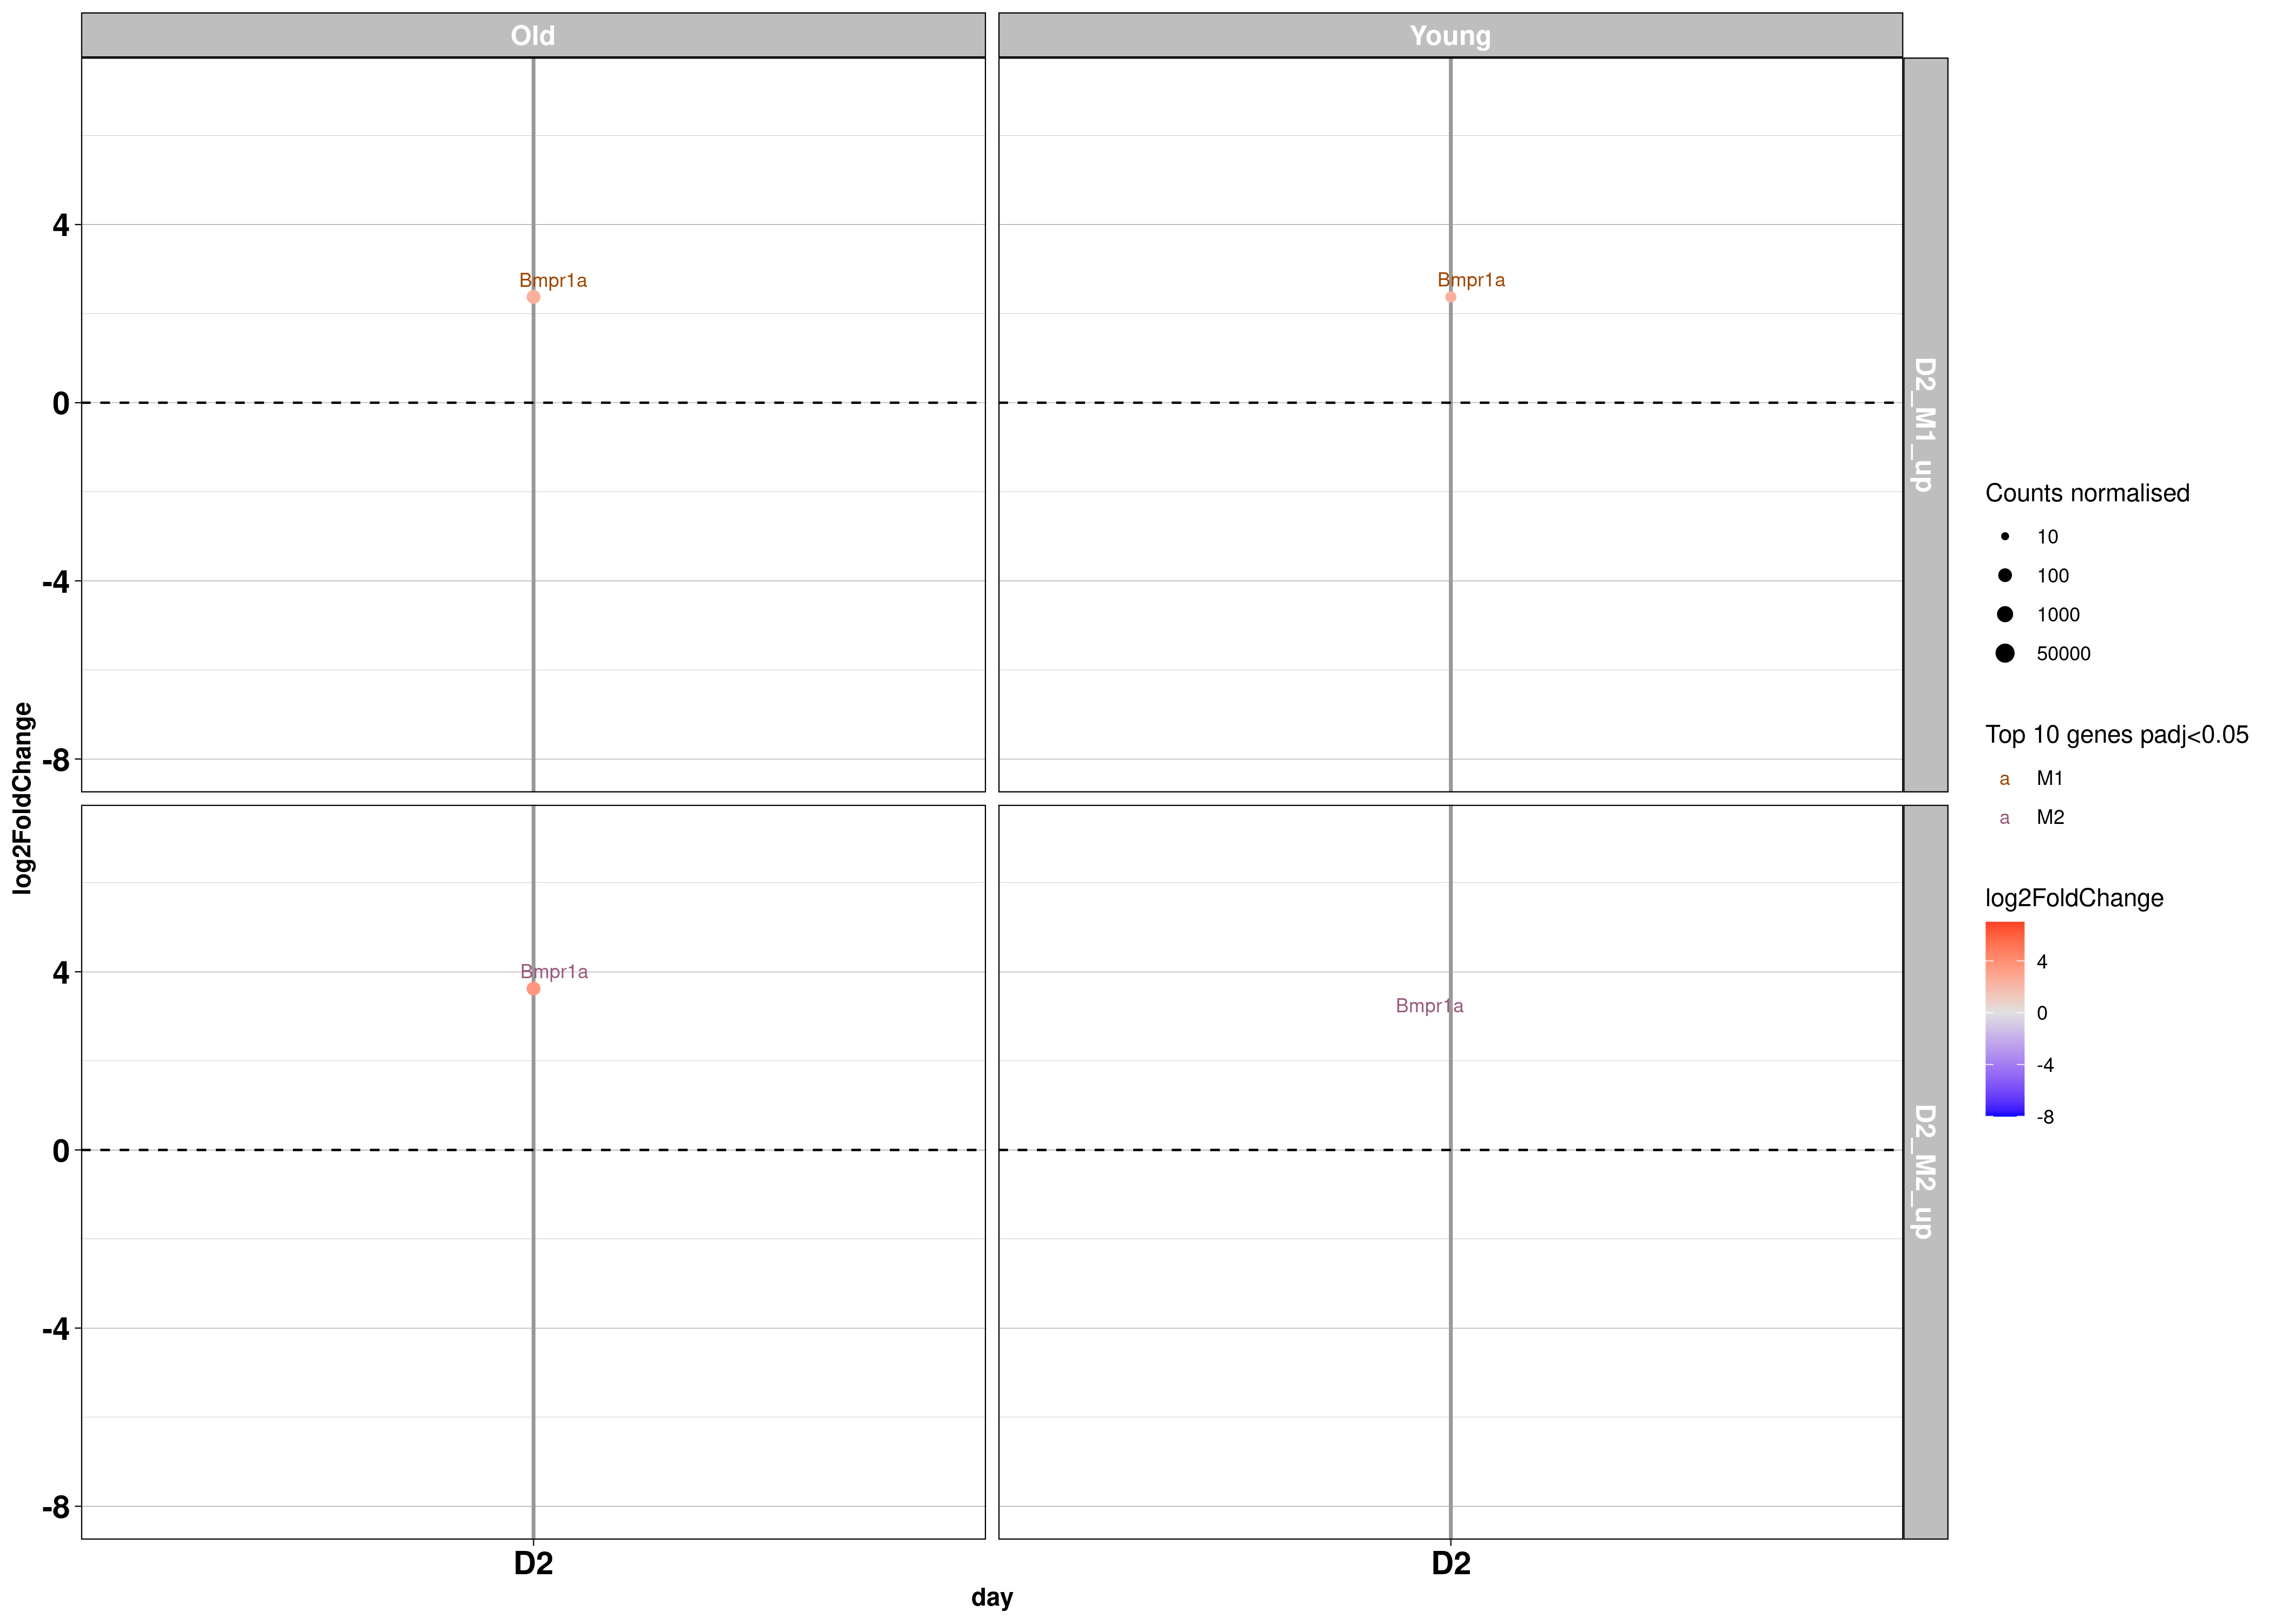 Old
Young
4
0
-4
-8
Bmpr1a
Bmpr1a
D2_M1_up
4
0
-4
-8
Bmpr1a
Bmpr1a
D2_M2_up
log2FoldChange
D2
D2
day
Counts normalised
10
100
1000
50000
Top 10 genes padj<0.05
a M1
a M2
log2FoldChange
4
0
-4
-8